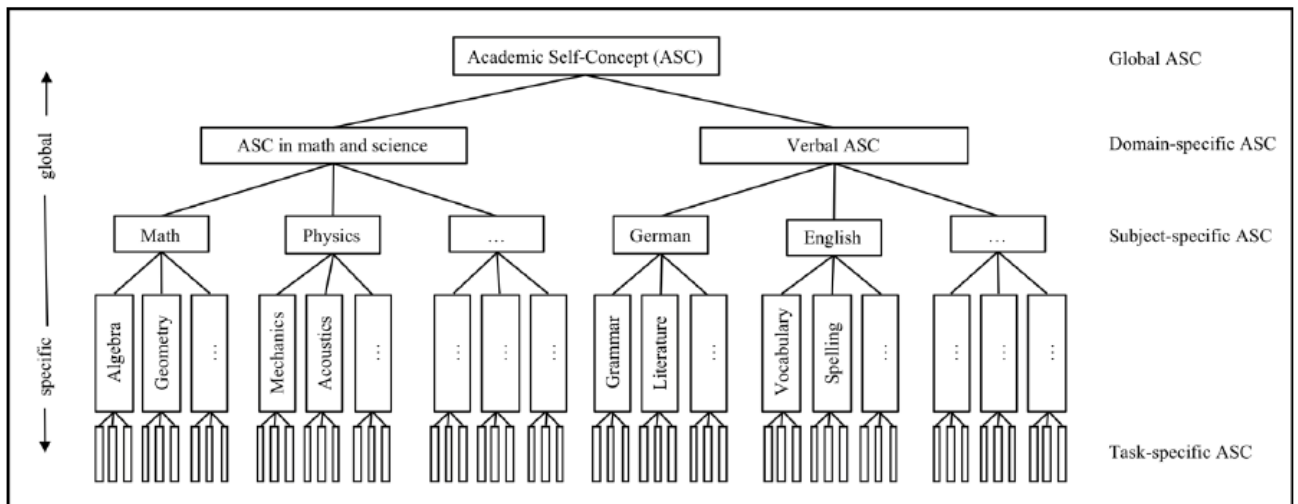 Academic Self-Concept (ASC)
Global ASC
global
ASC in math and science
Verbal ASC
Domain-specific ASC
Math
Physics
…
German
English
…
Subject-specific ASC
specific
Algebra
Geometry
…
Mechanics
Acoustics
…
…
…
…
Grammar
Literature
…
Vocabulary
Spelling
…
…
…
…
Task-specific ASC